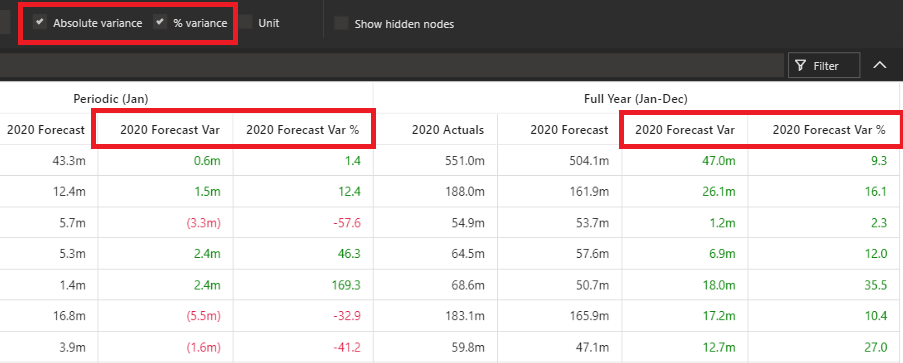 Absolute variance % variance Unit Show hidden nodes
Filter
Periodic (Jan) Full Year (Jan-Dec)
2020 Forecast 2020 Forecast Var 2020 Forecast Var % 2020 Actuals 2020 Forecast 2020 Forecast Var 2020 Forecast Var %
43.3m 0.6m 1.4 551.0m 504.1m 47.0m 9.3
12.4m 1.5m 12.4 188.0m 161.9m 26.1m 16.1
5.7m (3.3m) -57.6 54.9m 53.7m 1.2m 2.3
5.3m 2.4m 46.3 64.5m 57.6m 6.9m 12.0
1.4m 2.4m 169.3 68.6m 50.7m 18.0m 35.5
16.8m (5.5m) -32.9 183.1m 165.9m 17.2m 10.4
3.9m (1.6m) -41.2 59.8m 47.1m 12.7m 27.0